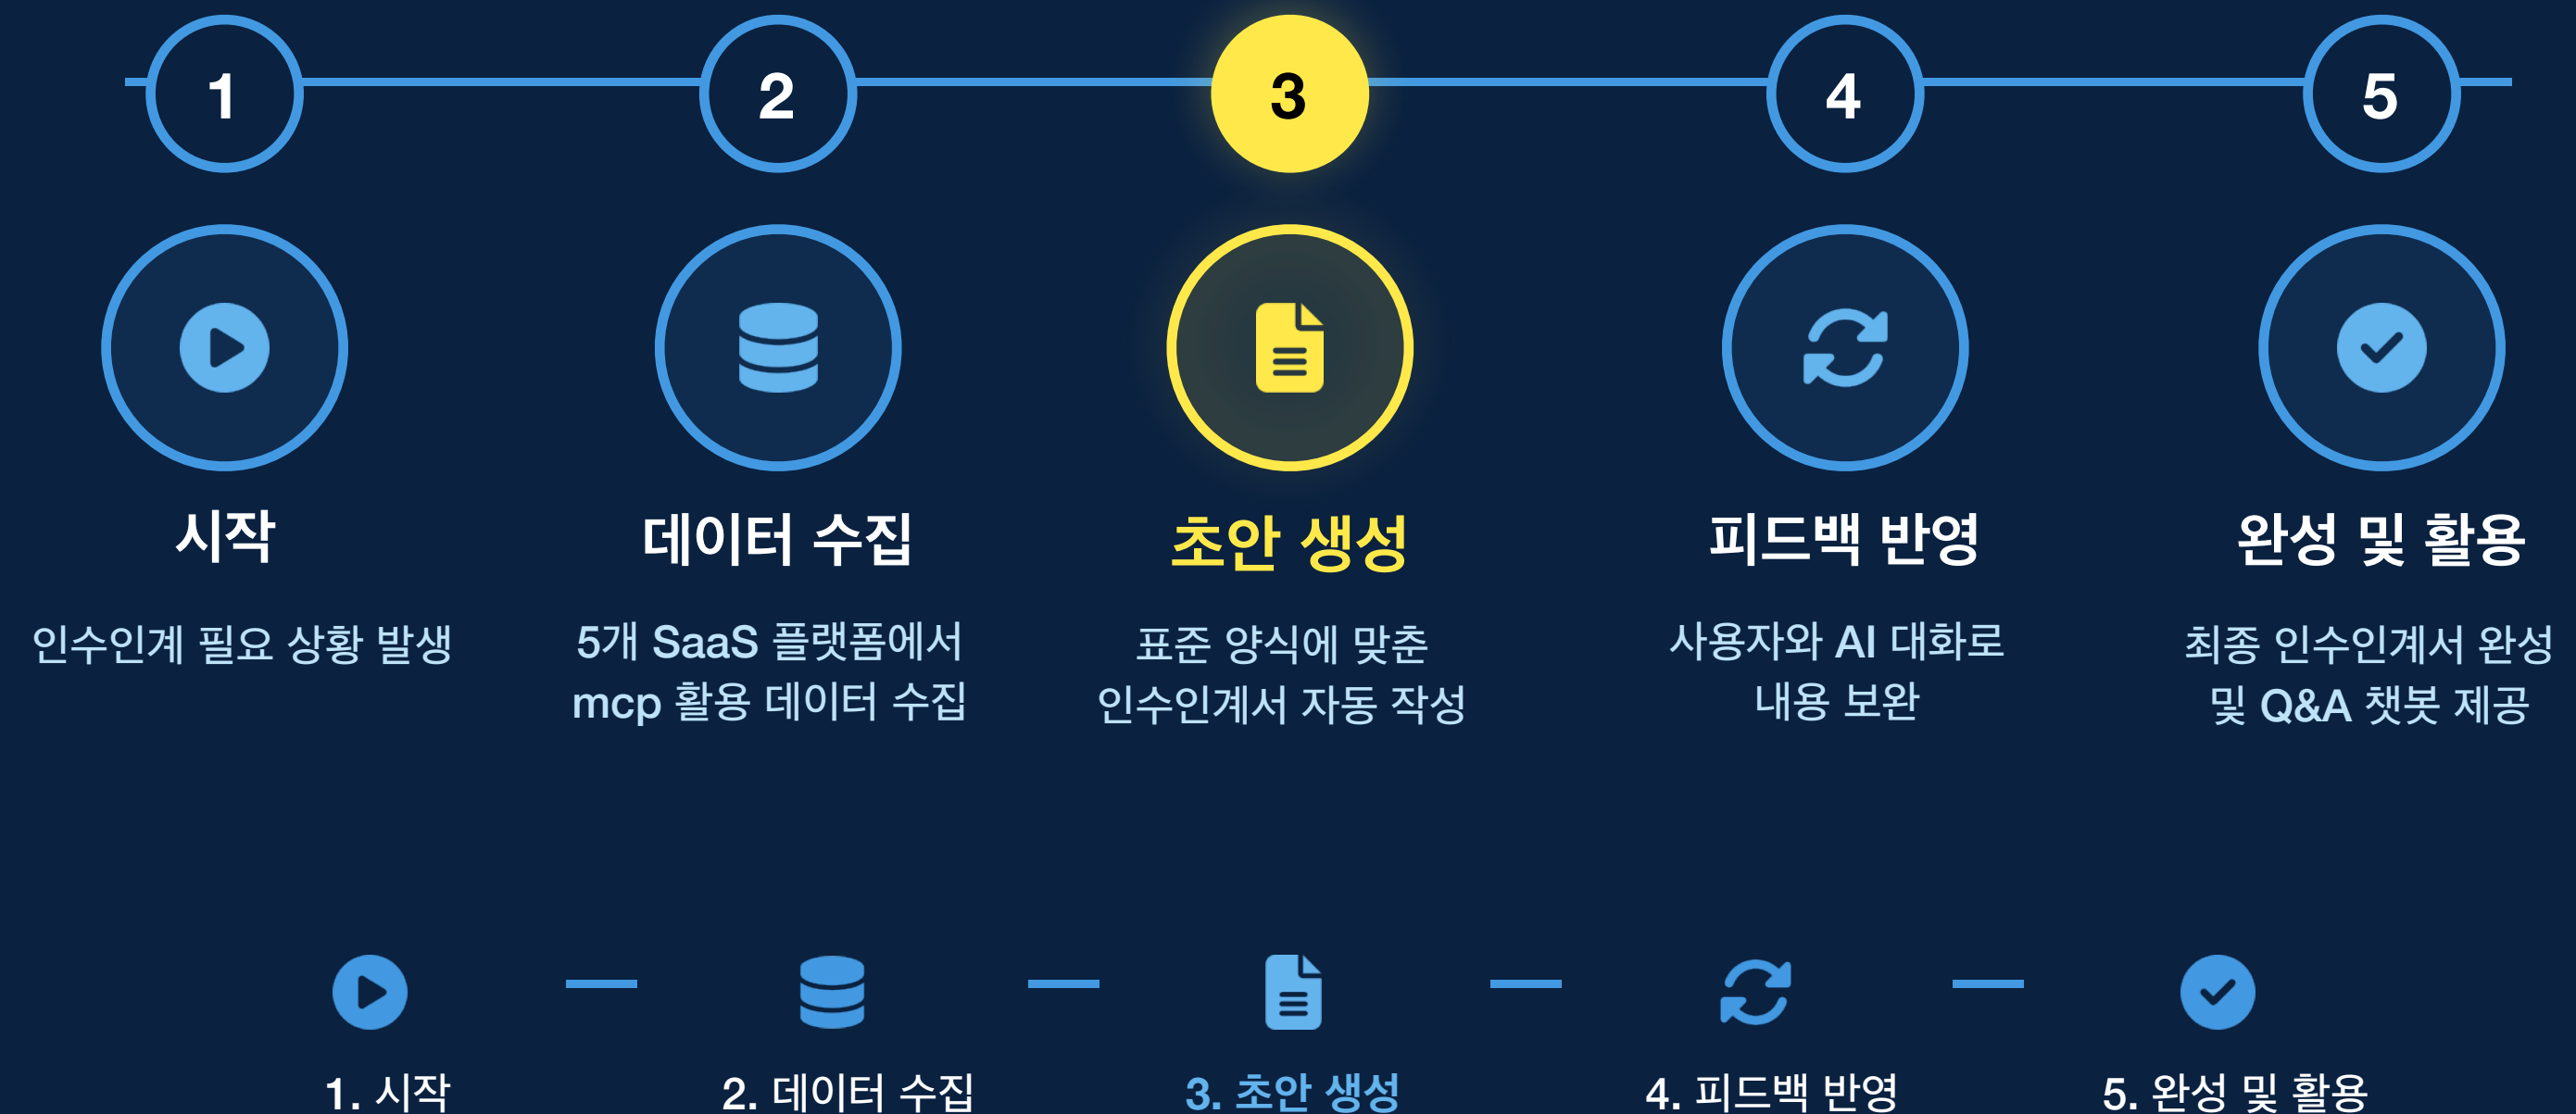 1
2
3
4
5
시작
데이터 수집
초안 생성
피드백 반영
완성 및 활용
인수인계 필요 상황 발생
5개 SaaS 플랫폼에서
mcp 활용 데이터 수집
표준 양식에 맞춘
인수인계서 자동 작성
사용자와 AI 대화로
내용 보완
최종 인수인계서 완성
및 Q&A 챗봇 제공
1. 시작
2. 데이터 수집
3. 초안 생성
4. 피드백 반영
5. 완성 및 활용